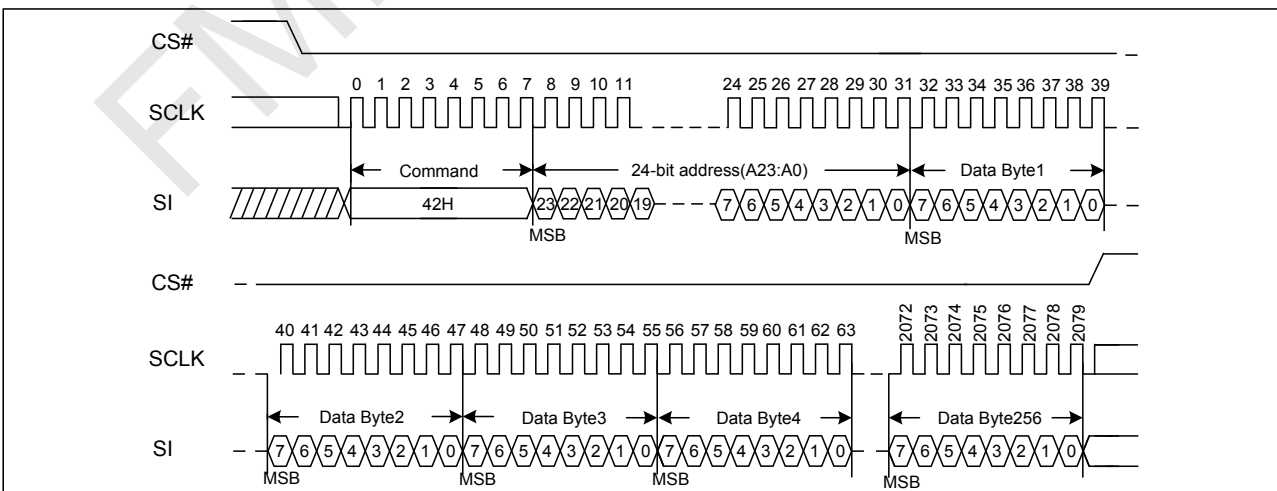 CS#
SCLK
0 1 2 3 4 5 6 7 8 9 10 11 24 25 26 27 28 29 30 31 32 33 34 35 36 37 38 39
Command 24-bit address(A23:A0) Data Byte1
SI
42H 23 22 21 20 19 7 6 5 4 3 2 1 0 7 6 5 4 3 2 1 0
MSB MSB
CS#
SCLK
40 41 42 43 44 45 46 47 48 49 50 51 52 53 54 55 56 57 58 59 60 61 62 63 2072 2073 2074 2075 2076 2077 2078 2079
Data Byte2 Data Byte3 Data Byte4 Data Byte256
SI
7 6 5 4 3 2 1 0 7 6 5 4 3 2 1 0 7 6 5 4 3 2 1 0 7 6 5 4 3 2 1 0
MSB MSB MSB MSB